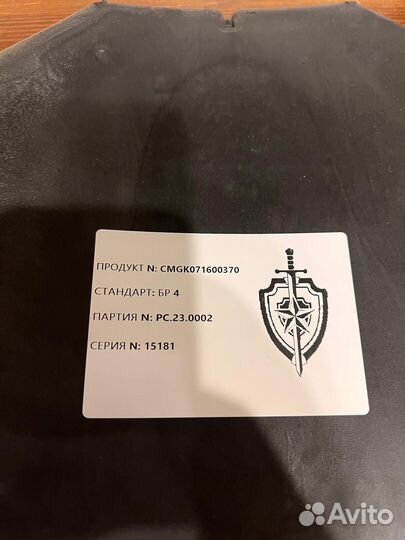 ПРОДУКТ N: CMGK071600370
СТАНДАРТ: БР 4
ПАРТИЯ N: PC.23.0002
СЕРИЯ N: 15181
Avito